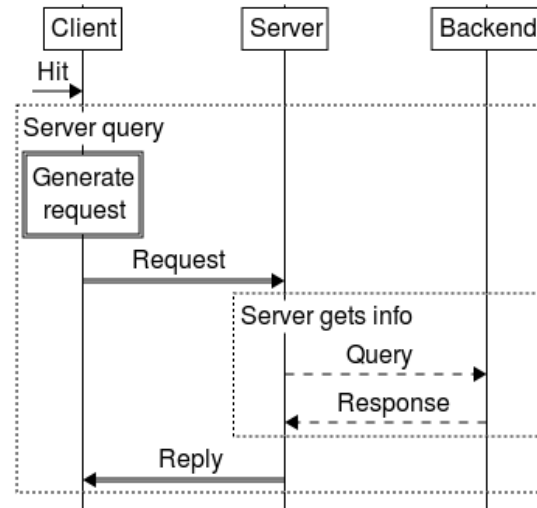 Client
Server
Backend
Hit
Server query
Generate
request
Request
Server gets info
Query
Response
Reply